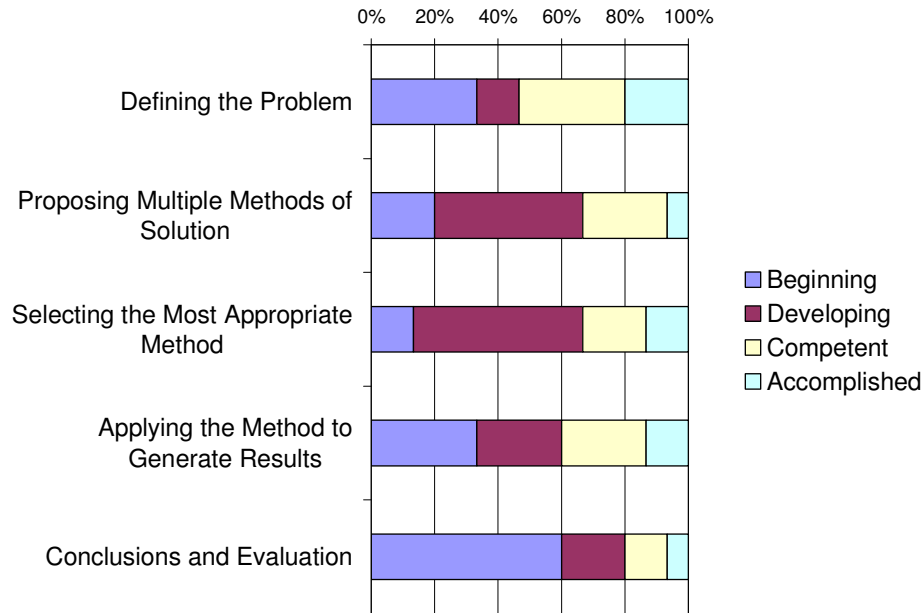 0% 20% 40% 60% 80% 100%
Defining the Problem
Proposing Multiple Methods of
Solution
Selecting the Most Appropriate
Method
Applying the Method to
Generate Results
Conclusions and Evaluation
Beginning
Developing
Competent
Accomplished